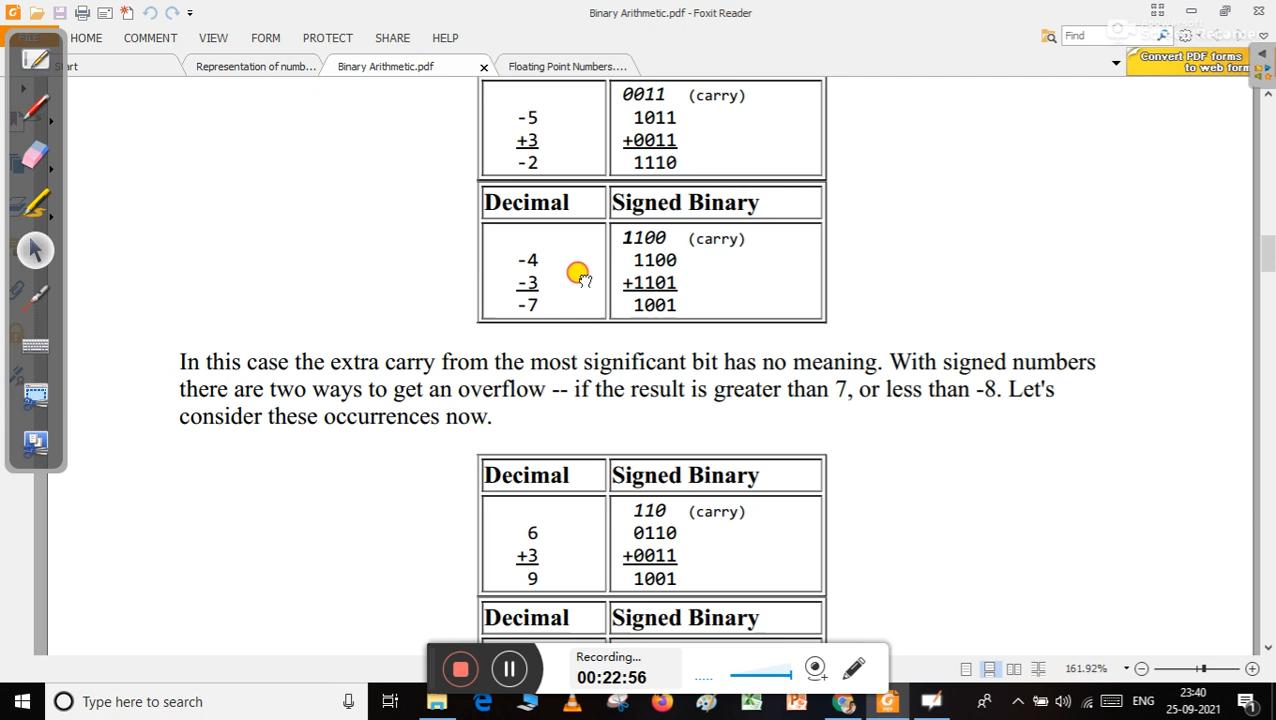 Binary Arithmetic.pdf - Foxit Reader
FILE HOME COMMENT VIEW FORM PROTECT SHARE HELP
Find
Start Representation of numb... Binary Arithmetic.pdf Floating Point Numbers....
Convert PDF forms
to web form
0011 (carry)
-5 1011
+3 +0011
-2 1110
Decimal Signed Binary
1100 (carry)
-4 1100
-3 +1101
-7 1001
In this case the extra carry from the most significant bit has no meaning. With signed numbers
there are two ways to get an overflow -- if the result is greater than 7, or less than -8. Let's
consider these occurrences now.
Decimal Signed Binary
110 (carry)
6 0110
+3 +0011
9 1001
Decimal Signed Binary
Recording...
00:22:56
161.92%
Type here to search
ENG
23:40
25-09-2021
1